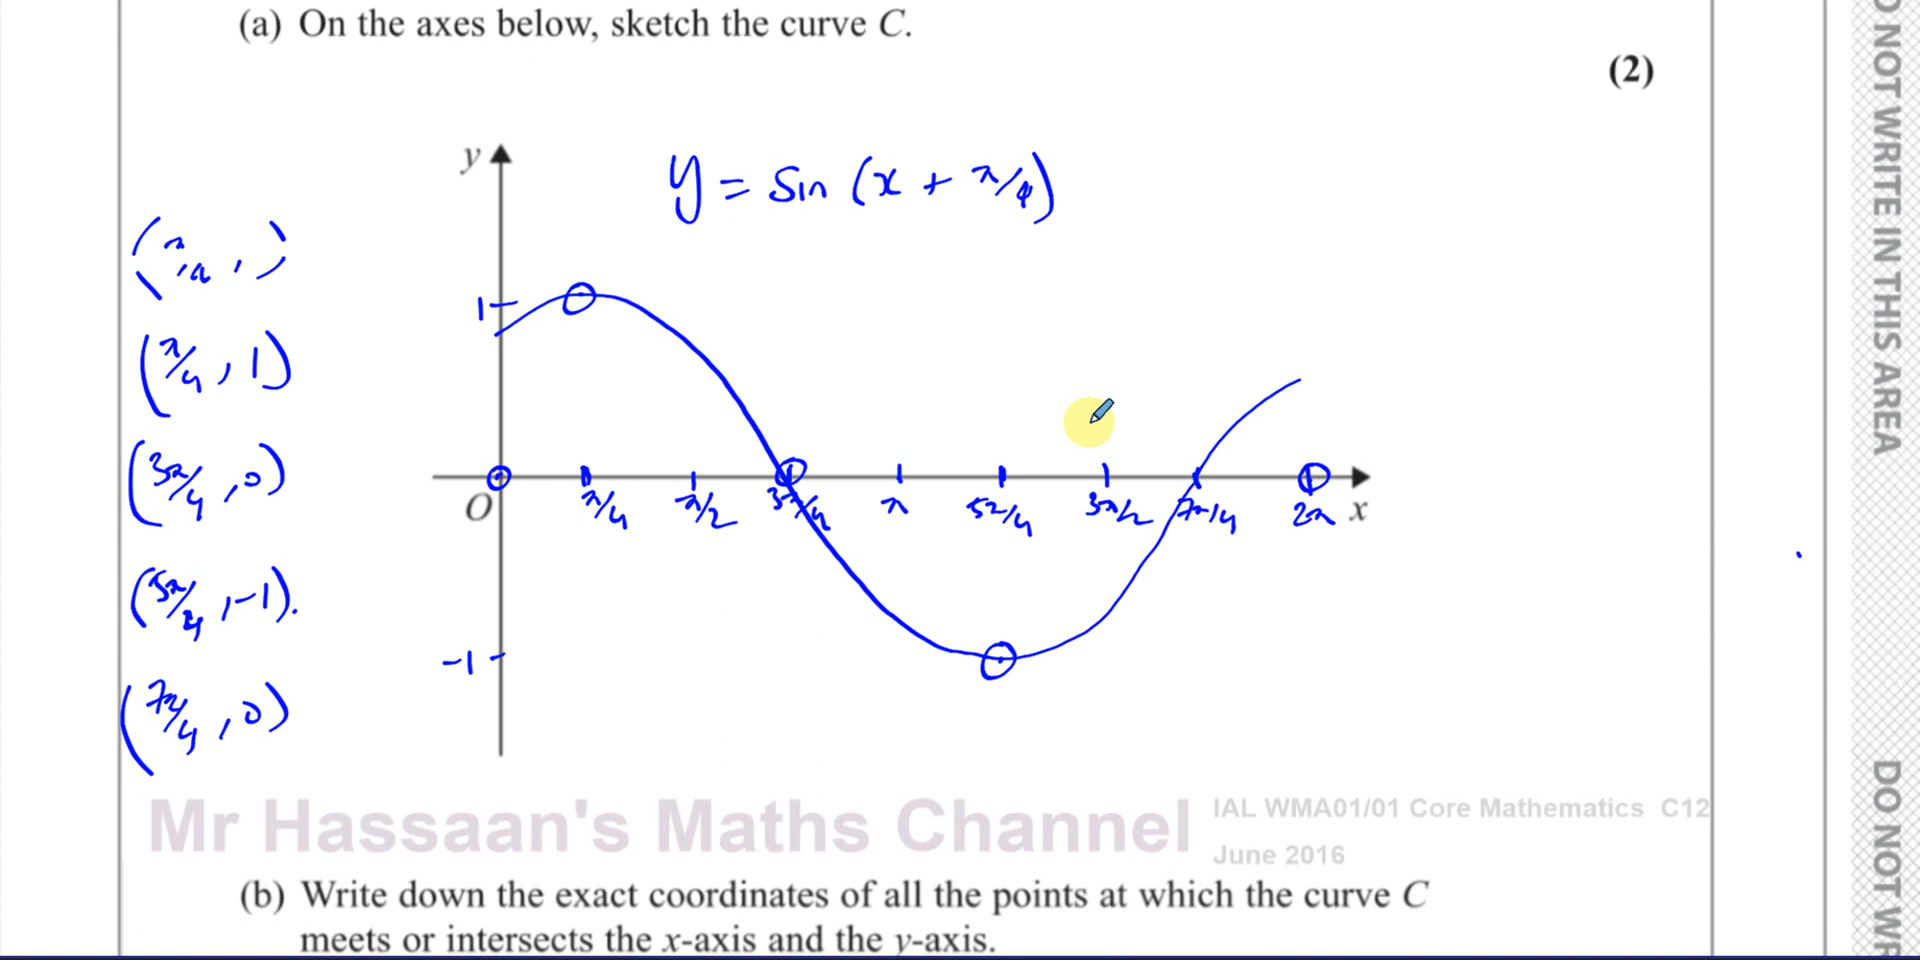 (a) On the axes below, sketch the curve C.
(2)
y
y = sin (x + π/4)
(π/4, 1)
1
(3π/4, 0)
O
π/4 π/2 3π/4 π 5π/4 3π/2 7π/4 2π x
(5π/4, -1).
-1
(7π/4, 0)
Mr Hassaan's Maths Channel
IAL WMA01/01 Core Mathematics C12
June 2016
(b) Write down the exact coordinates of all the points at which the curve C
meets or intersects the x-axis and the y-axis.
NOT WRITE IN THIS AREA
DO NOT